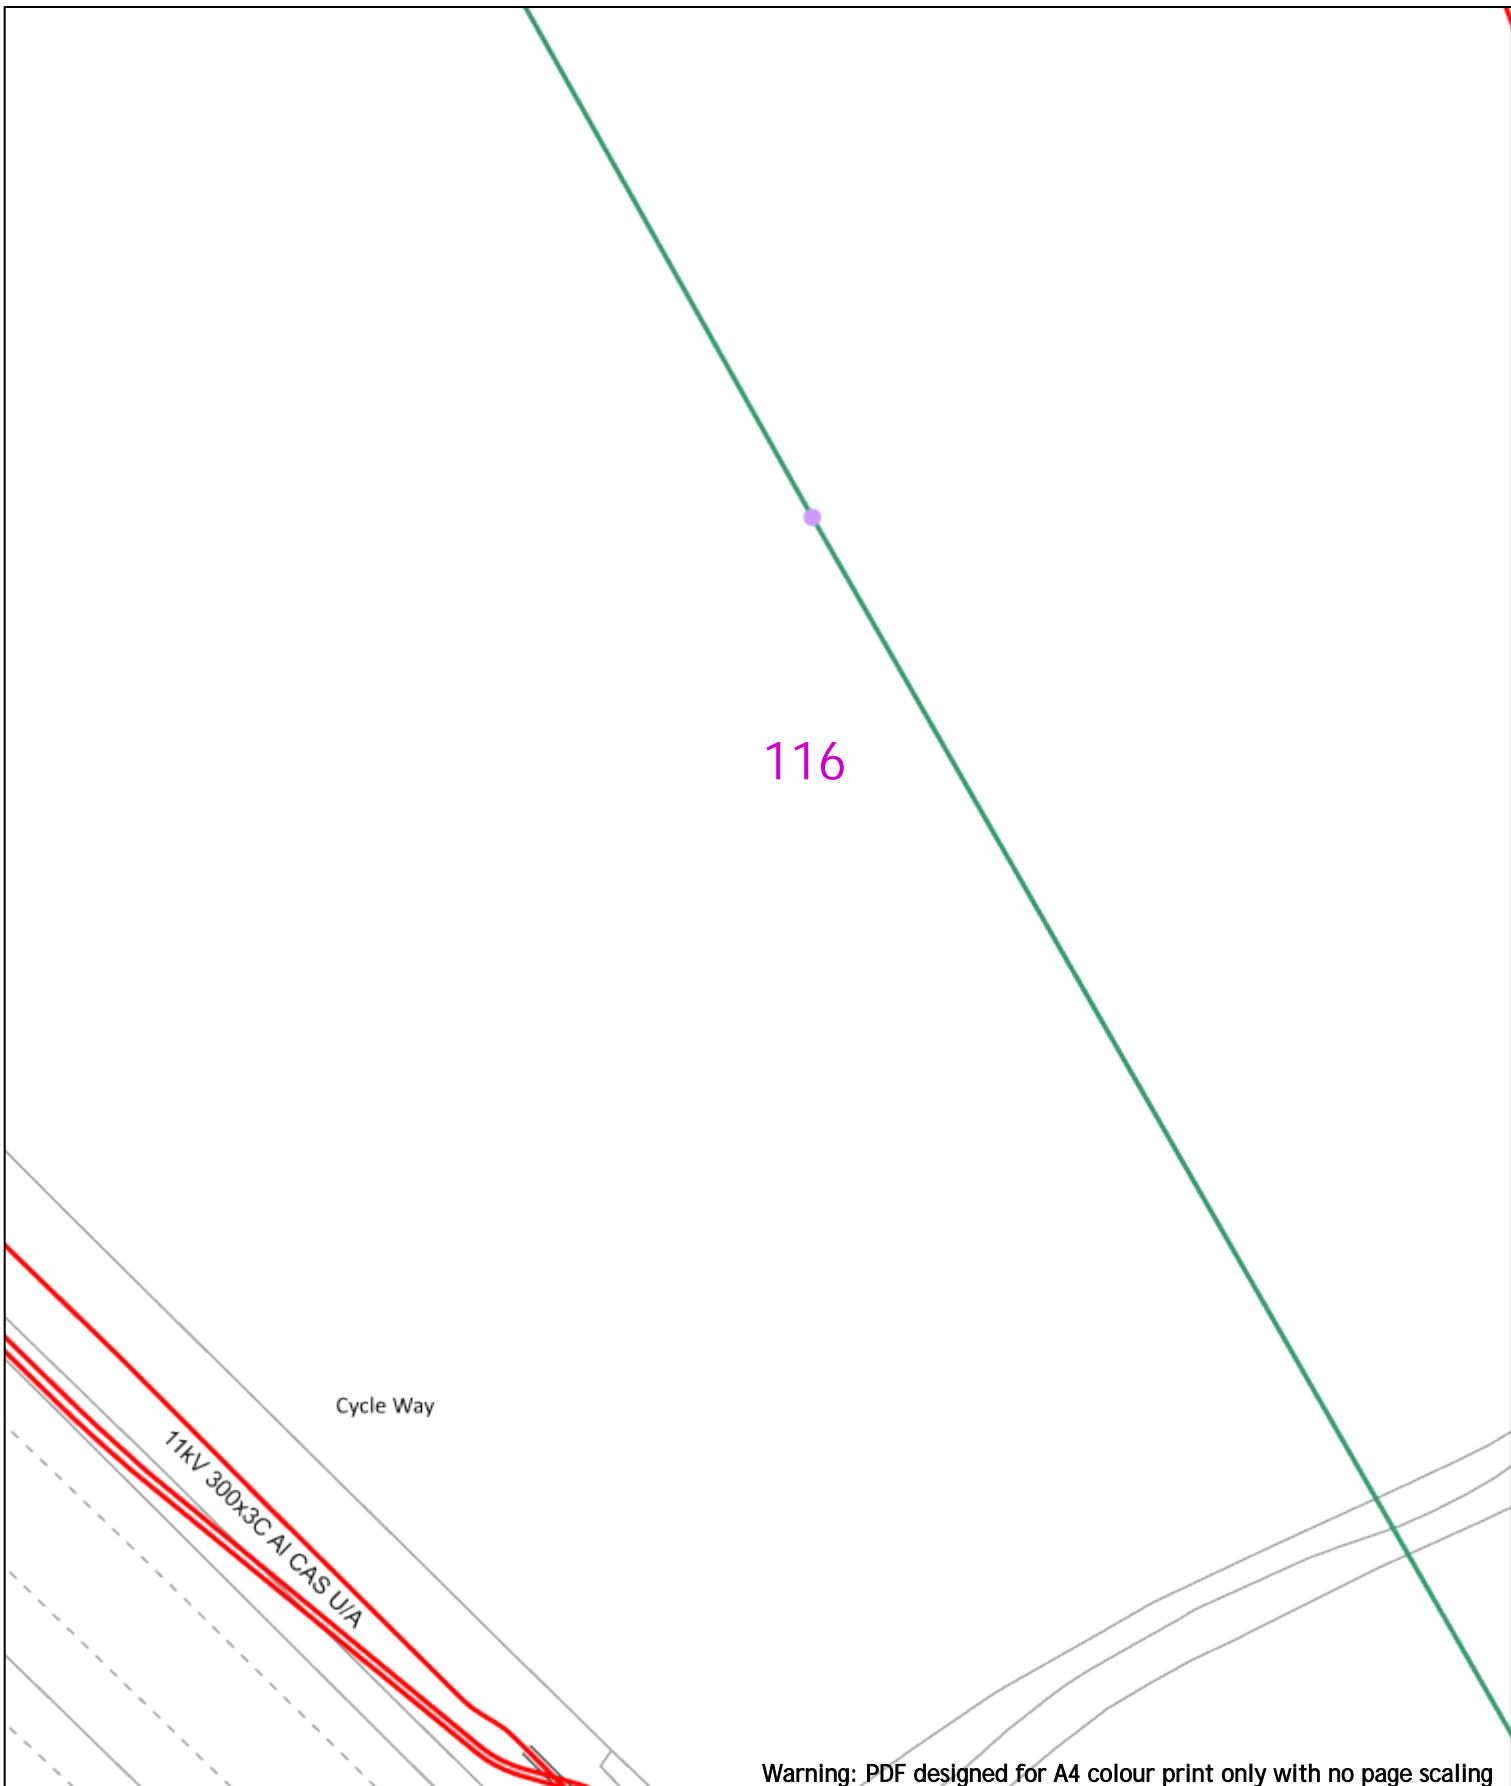 116
Cycle Way
11kV 300x3C Al CAS U/A
Warning: PDF designed for A4 colour print only with no page scaling